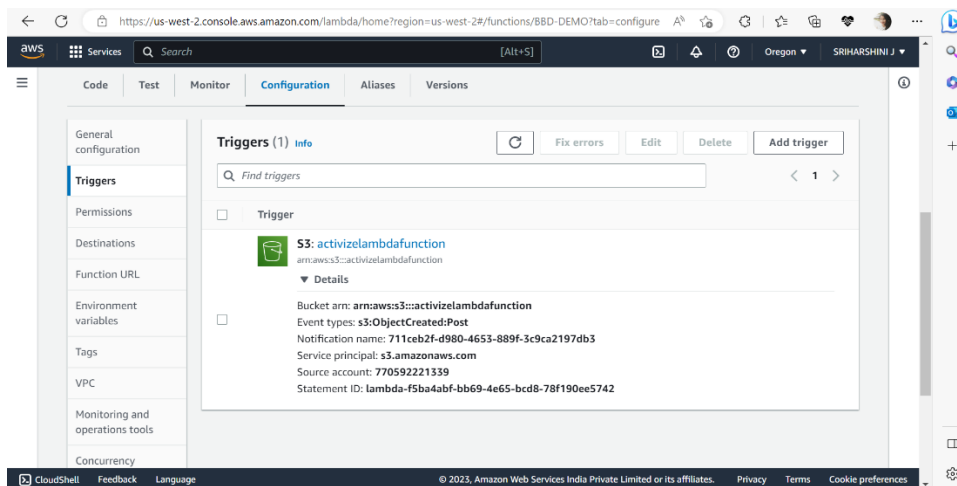 https://us-west-2.console.aws.amazon.com/lambda/home?region=us-west-2#/functions/BBD-DEMO?tab=configure
aws Services Search [Alt+S] Oregon ▼ SRIHARSHINI J ▼
Code Test Monitor Configuration Aliases Versions
General
configuration
Triggers
Permissions
Destinations
Function URL
Environment
variables
Tags
VPC
Monitoring and
operations tools
Concurrency
Triggers (1) Info Fix errors Edit Delete Add trigger
Find triggers 1
Trigger
S3: activizelambdafunction
arn:aws:s3:::activizelambdafunction
▼ Details
Bucket arn: arn:aws:s3:::activizelambdafunction
Event types: s3:ObjectCreated:Post
Notification name: 711ceb2f-d980-4653-889f-3c9ca2197db3
Service principal: s3.amazonaws.com
Source account: 770592221339
Statement ID: lambda-f5ba4abf-bb69-4e65-bcd8-78f190ee5742
CloudShell Feedback Language © 2023, Amazon Web Services India Private Limited or its affiliates. Privacy Terms Cookie preferences